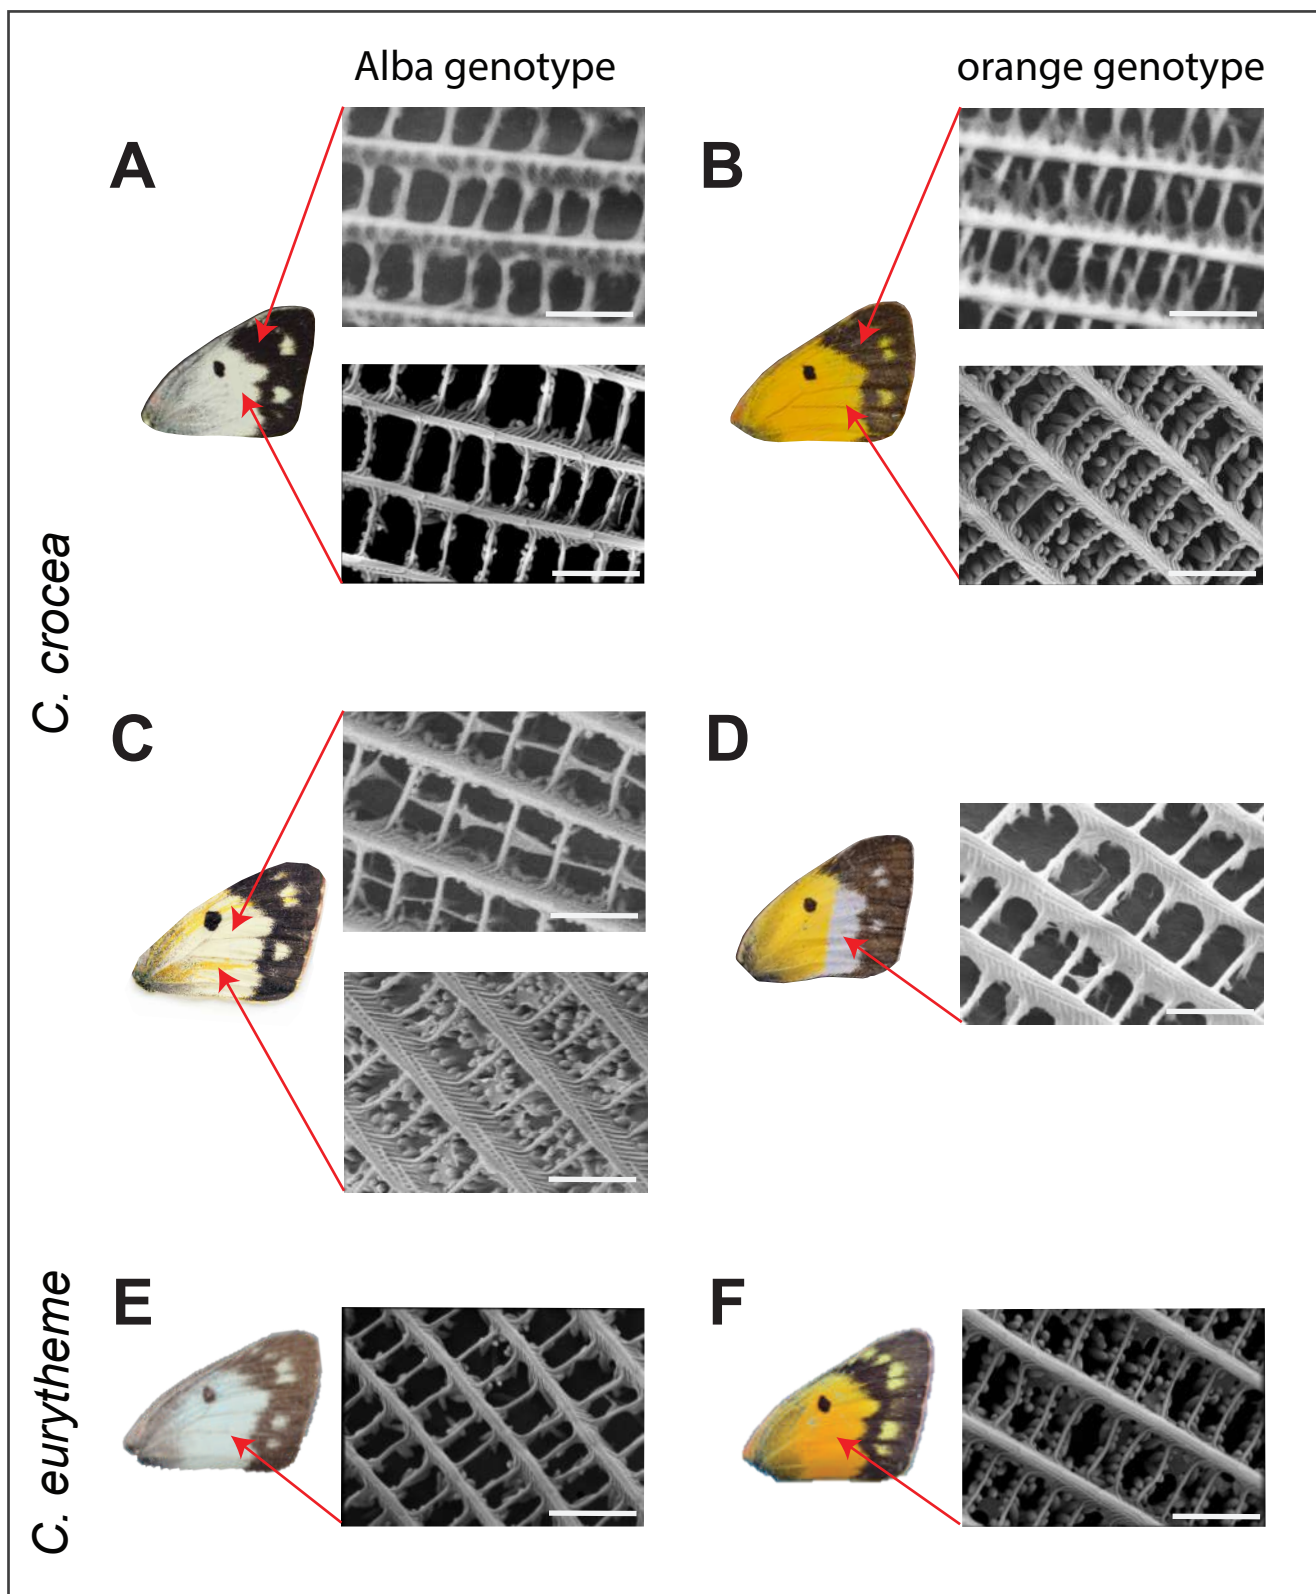 Alba genotype
orange genotype
A
B
C. crocea
C
D
E
F
C. eurytheme